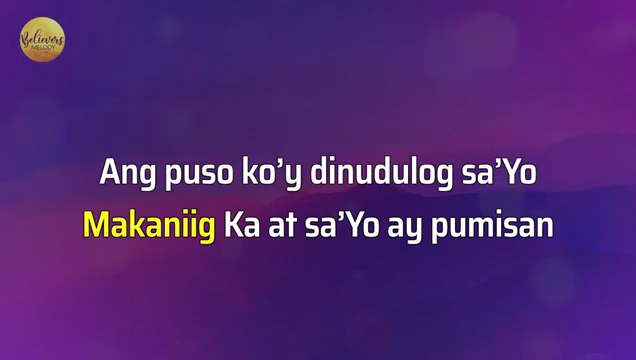 Believers
MELODY
Ang puso ko’y dinudulog sa’Yo
Makaniig Ka at sa’Yo ay pumisan